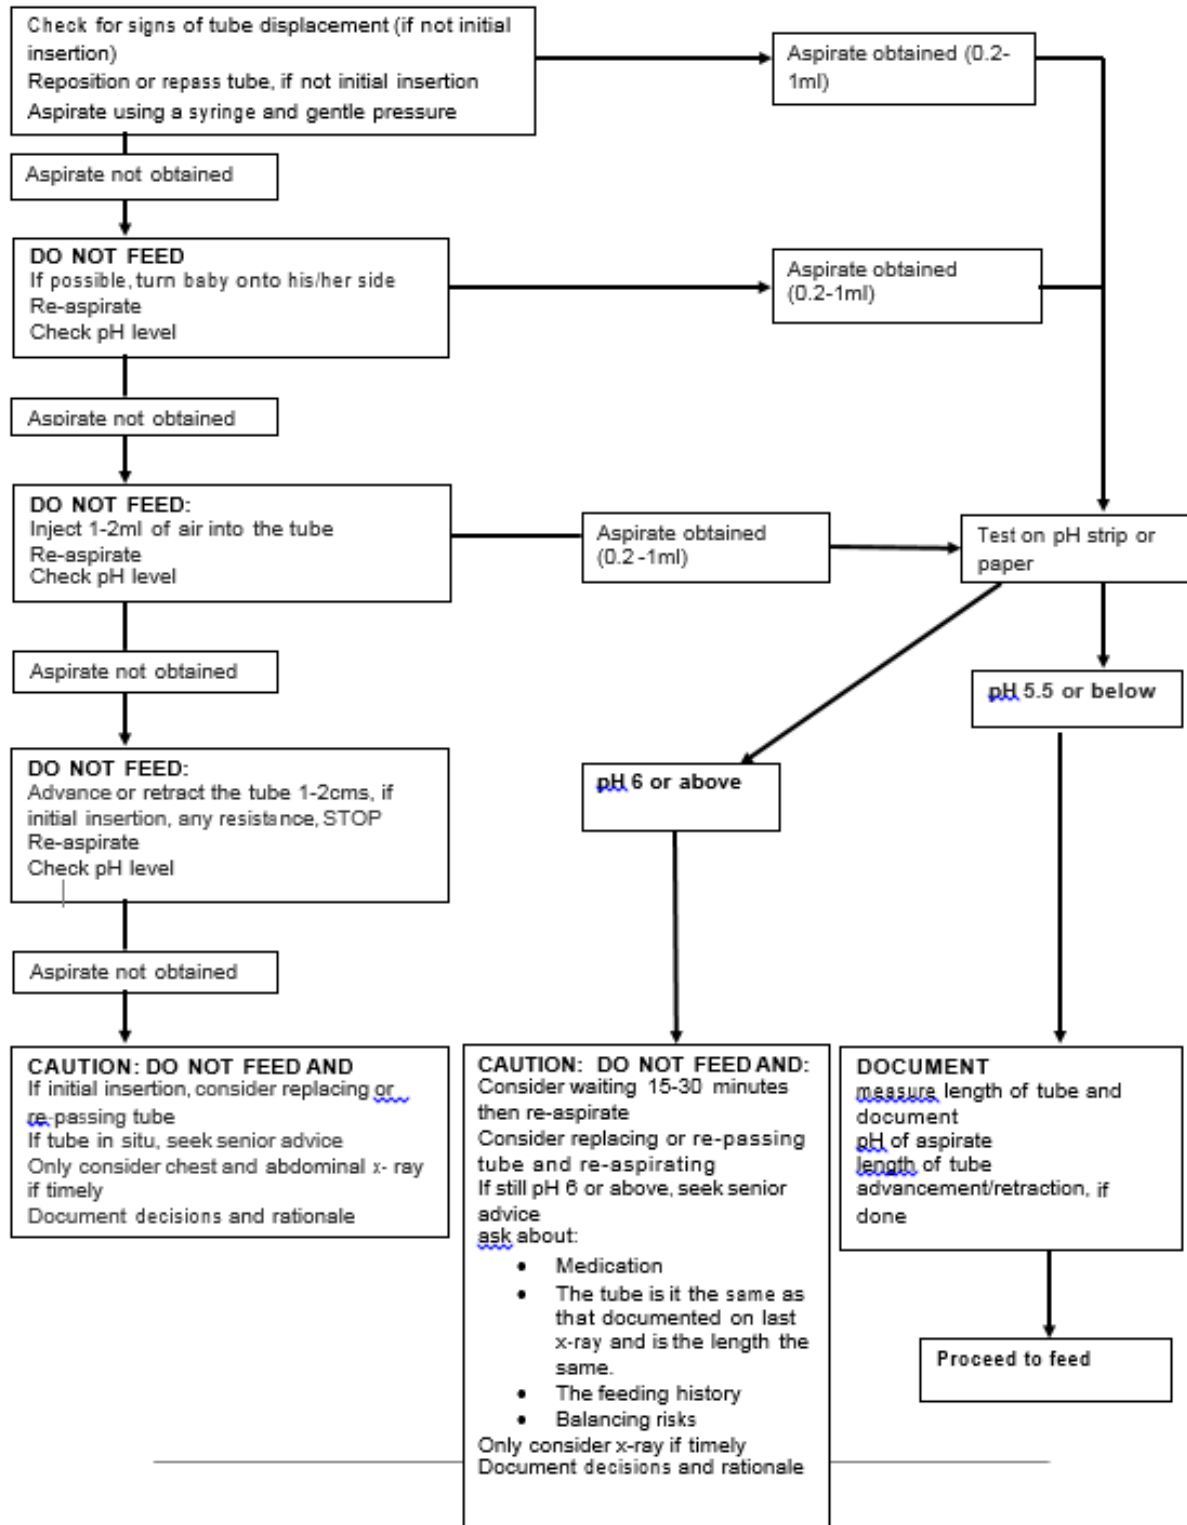 Check for signs of tube displacement (if not initial
insertion)
Reposition or repass tube, if not initial insertion
Aspirate using a syringe and gentle pressure
Aspirate obtained (0.2-
1ml)
Aspirate not obtained
DO NOT FEED
If possible, turn baby onto his/her side
Re-aspirate
Check pH level
Aspirate obtained
(0.2-1ml)
Aspirate not obtained
DO NOT FEED:
Inject 1-2ml of air into the tube
Re-aspirate
Check pH level
Aspirate obtained
(0.2 -1ml)
Test on pH strip or
paper
Aspirate not obtained
pH 5.5 or below
DO NOT FEED:
Advance or retract the tube 1-2cms, if
initial insertion, any resistance, STOP
Re-aspirate
Check pH level
pH 6 or above
Aspirate not obtained
CAUTION: DO NOT FEED AND
If initial insertion, consider replacing or
re-passing tube
If tube in situ, seek senior advice
Only consider chest and abdominal x- ray
if timely
Document decisions and rationale
CAUTION: DO NOT FEED AND:
Consider waiting 15-30 minutes
then re-aspirate
Consider replacing or re-passing
tube and re-aspirating
If still pH 6 or above, seek senior
advice
ask about:
• Medication
• The tube is it the same as
that documented on last
x-ray and is the length the
same.
• The feeding history
• Balancing risks
Only consider x-ray if timely
Document decisions and rationale
DOCUMENT
measure length of tube and
document
pH of aspirate
length of tube
advancement/retraction, if
done
Proceed to feed